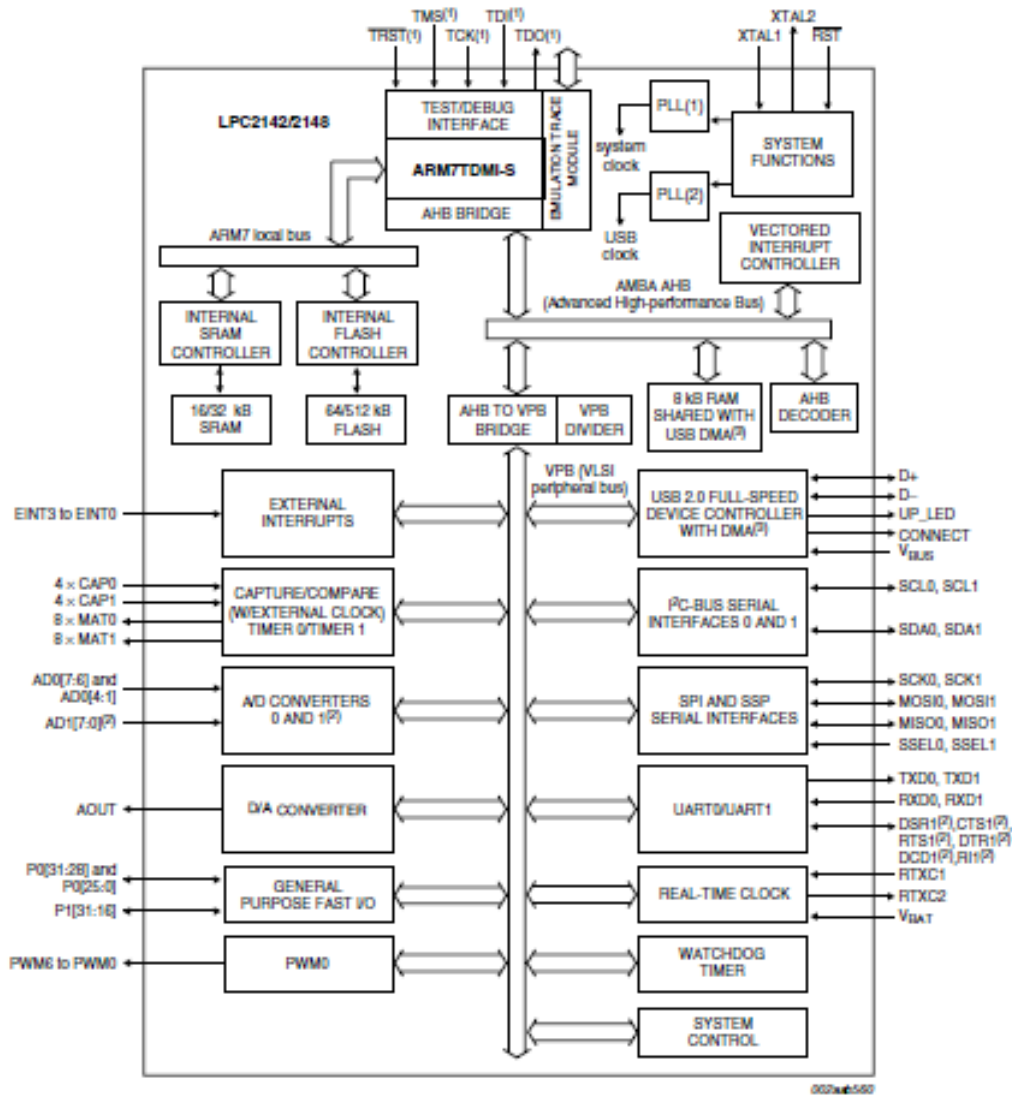 TMS(1)
TDI(1)
XTAL2
TRST(1)
TCK(1)
TDO(1)
XTAL1
RST
LPC2142/2148
TEST/DEBUG
INTERFACE
ARM7TDMI-S
AHB BRIDGE
EMULATION TRACE
MODULE
PLL(1)
system
clock
PLL(2)
USB
clock
SYSTEM
FUNCTIONS
VECTORED
INTERRUPT
CONTROLLER
ARM7 local bus
AMBA AHB
(Advanced High-performance Bus)
INTERNAL
SRAM
CONTROLLER
INTERNAL
FLASH
CONTROLLER
16/32 kB
SRAM
64/512 kB
FLASH
AHB TO VPB
BRIDGE
VPB
DIVIDER
8 kB RAM
SHARED WITH
USB DMA(3)
AHB
DECODER
VPB (VLSI
peripheral bus)
EINT3 to EINT0
EXTERNAL
INTERRUPTS
USB 2.0 FULL-SPEED
DEVICE CONTROLLER
WITH DMA(3)
D+
D−
UP_LED
CONNECT
VBUS
4 × CAP0
4 × CAP1
8 × MAT0
8 × MAT1
CAPTURE/COMPARE
(W/EXTERNAL CLOCK)
TIMER 0/TIMER 1
I²C-BUS SERIAL
INTERFACES 0 AND 1
SCL0, SCL1
SDA0, SDA1
AD0[7:6] and
AD0[4:1]
AD1[7:0](2)
A/D CONVERTERS
0 AND 1(2)
SPI AND SSP
SERIAL INTERFACES
SCK0, SCK1
MOSI0, MOSI1
MISO0, MISO1
SSEL0, SSEL1
AOUT
D/A CONVERTER
UART0/UART1
TXD0, TXD1
RXD0, RXD1
DSR1(2),CTS1(2),
RTS1(2), DTR1(2)
DCD1(2),RI1(2)
P0[31:28] and
P0[25:0]
P1[31:16]
GENERAL
PURPOSE FAST I/O
REAL-TIME CLOCK
RTXC1
RTXC2
VBAT
PWM6 to PWM0
PWM0
WATCHDOG
TIMER
SYSTEM
CONTROL
002aab560